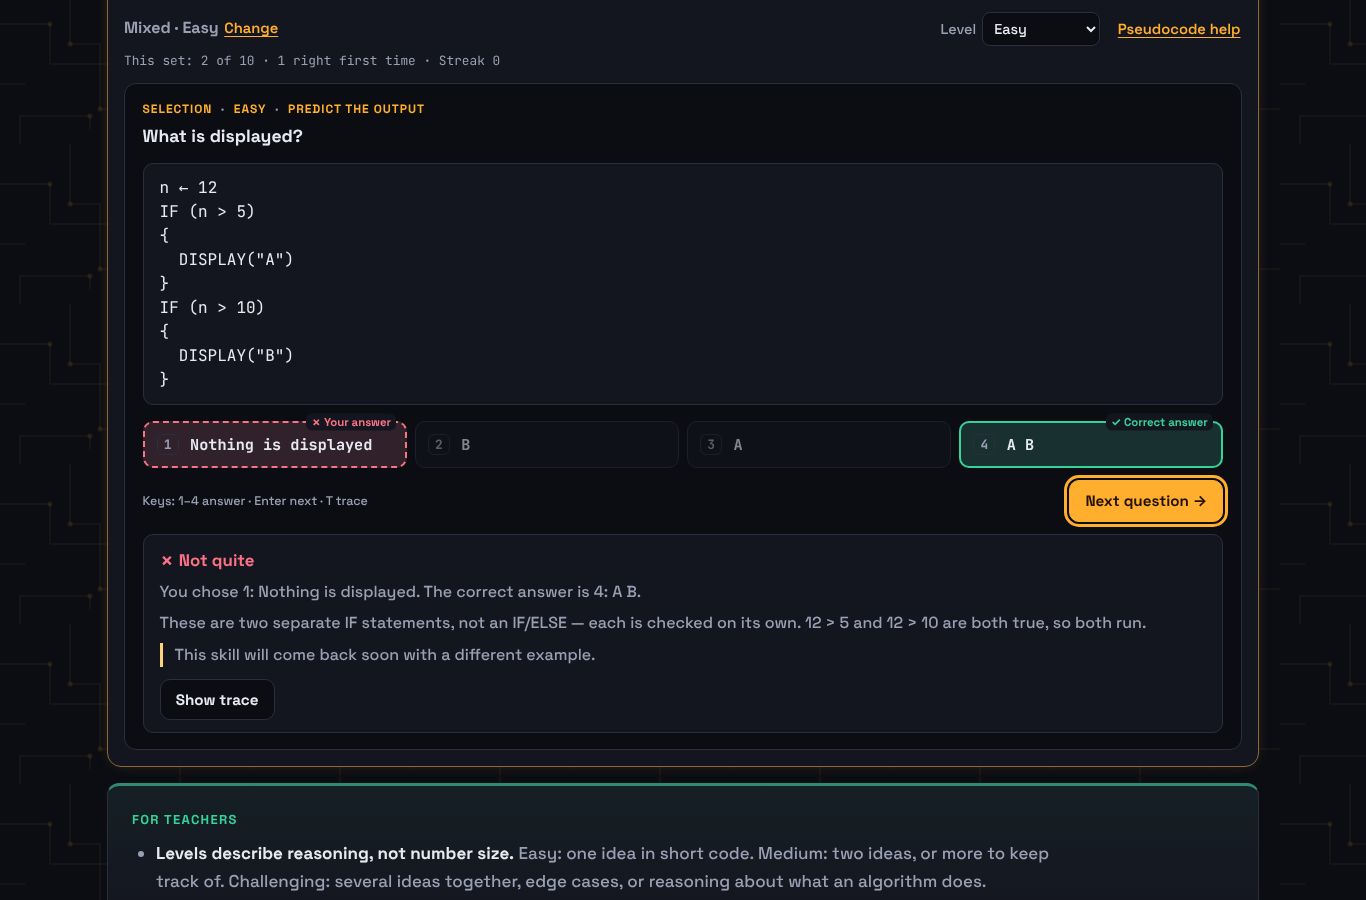 Mixed · Easy Change
Level Easy Pseudocode help
This set: 2 of 10 · 1 right first time · Streak 0
SELECTION · EASY · PREDICT THE OUTPUT
What is displayed?
n ← 12
IF (n > 5)
{
  DISPLAY("A")
}
IF (n > 10)
{
  DISPLAY("B")
}
× Your answer
✓ Correct answer
1 Nothing is displayed
2 B
3 A
4 A B
Keys: 1–4 answer · Enter next · T trace
Next question →
× Not quite
You chose 1: Nothing is displayed. The correct answer is 4: A B.
These are two separate IF statements, not an IF/ELSE — each is checked on its own. 12 > 5 and 12 > 10 are both true, so both run.
This skill will come back soon with a different example.
Show trace
FOR TEACHERS
• Levels describe reasoning, not number size. Easy: one idea in short code. Medium: two ideas, or more to keep
track of. Challenging: several ideas together, edge cases, or reasoning about what an algorithm does.